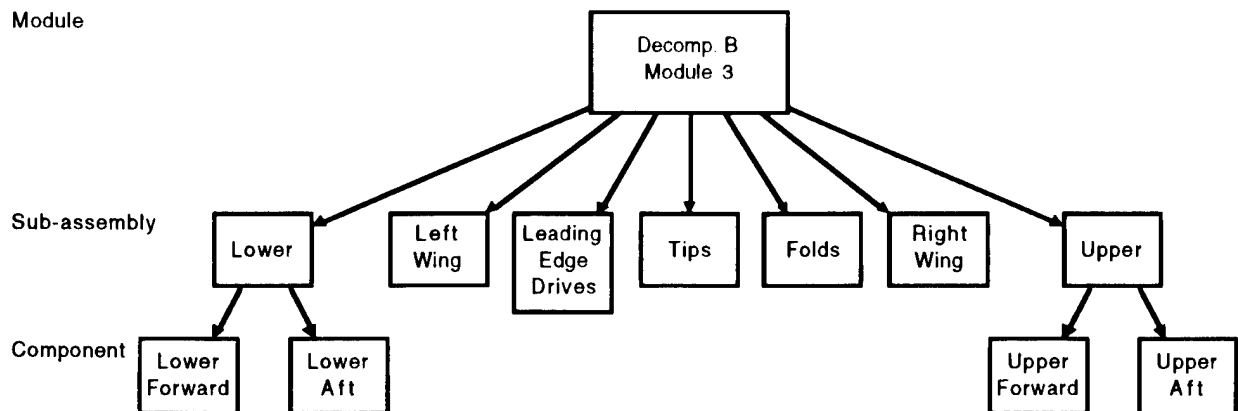 Module
Decomp. B
Module 3
Sub-assembly
Lower
Left
Wing
Leading
Edge
Drives
Tips
Folds
Right
Wing
Upper
Component
Lower
Forward
Lower
Aft
Upper
Forward
Upper
Aft